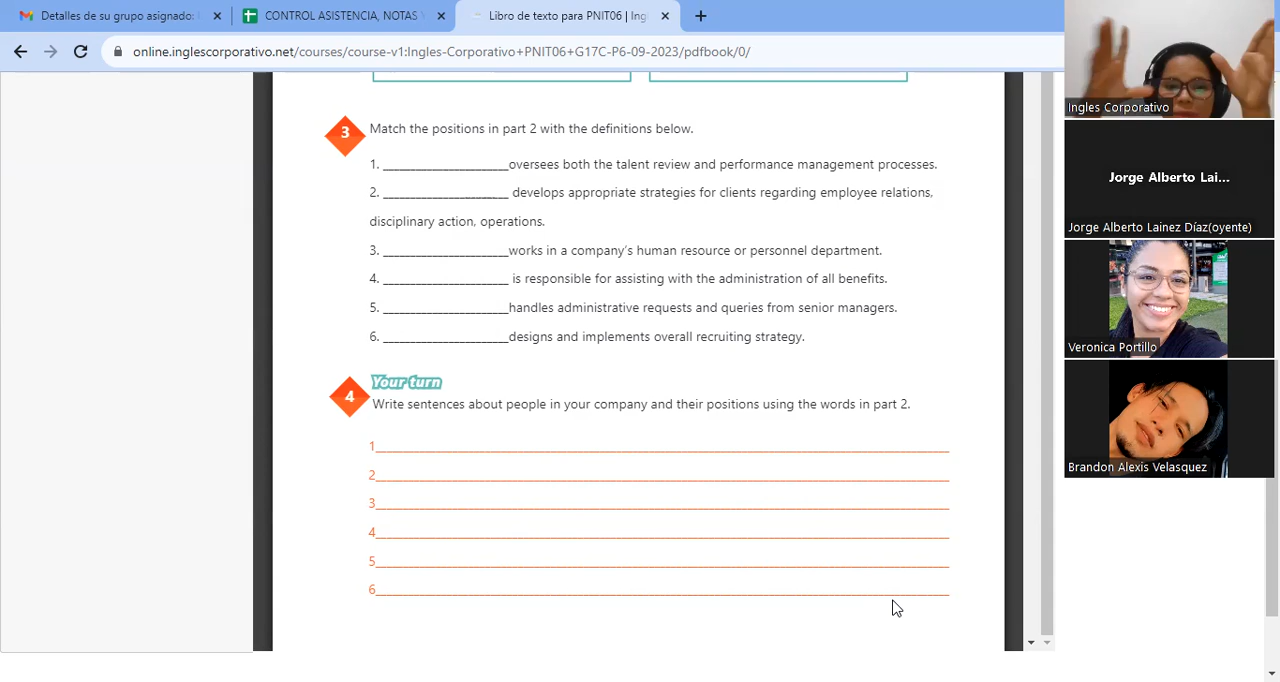 Detalles de su grupo asignado:
CONTROL ASISTENCIA, NOTAS Y
Libro de texto para PNIT06 | Ingl
online.inglescorporativo.net/courses/course-v1:Ingles-Corporativo+PNIT06+G17C-P6-09-2023/pdfbook/0/
3 Match the positions in part 2 with the definitions below.
1. ____________________oversees both the talent review and performance management processes.
2. ____________________ develops appropriate strategies for clients regarding employee relations,
disciplinary action, operations.
3. ____________________works in a company's human resource or personnel department.
4. ____________________ is responsible for assisting with the administration of all benefits.
5. ____________________handles administrative requests and queries from senior managers.
6. ____________________designs and implements overall recruiting strategy.
Your turn
4 Write sentences about people in your company and their positions using the words in part 2.
1
2
3
4
5
6
Ingles Corporativo
Jorge Alberto Lai...
Jorge Alberto Lainez Díaz(oyente)
Veronica Portillo
Brandon Alexis Velasquez